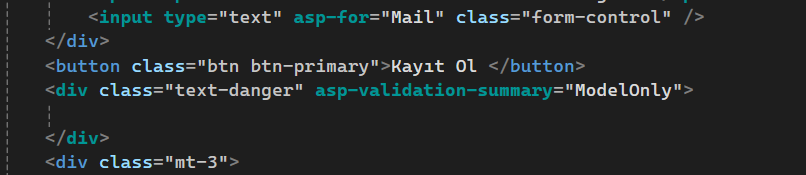 <input type="text" asp-for="Mail" class="form-control" />
</div>
<button class="btn btn-primary">Kayıt Ol </button>
<div class="text-danger" asp-validation-summary="ModelOnly">
</div>
<div class="mt-3">